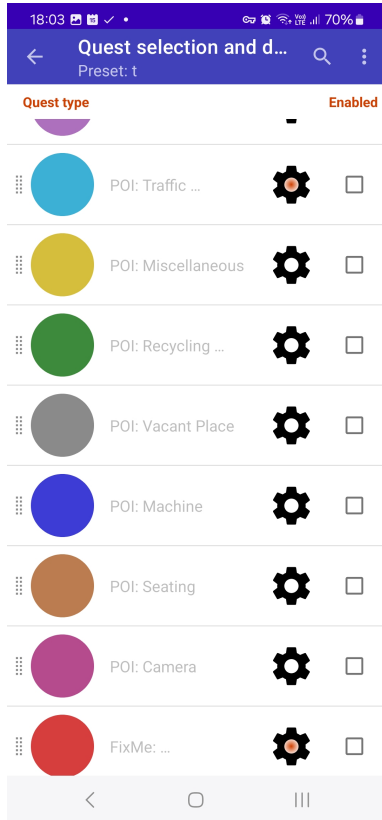 18:03 70%
Quest selection and d...
Preset: t
Quest type Enabled
POI: Traffic ...
POI: Miscellaneous
POI: Recycling ...
POI: Vacant Place
POI: Machine
POI: Seating
POI: Camera
FixMe: ...